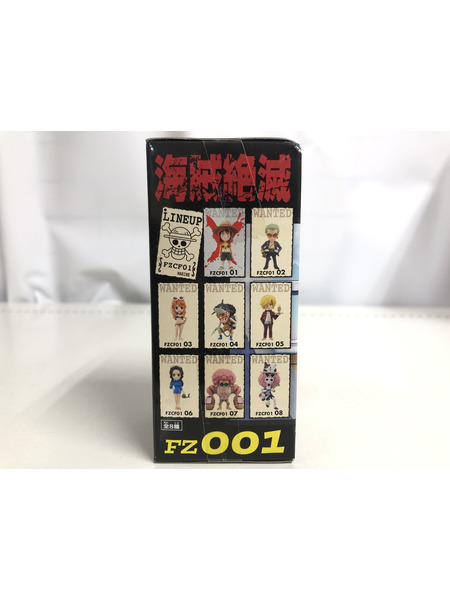 海賊絶滅
LINEUP
FZCF01
MARINE
WANTED
FZCF01 01
WANTED
FZCF01 02
WANTED
FZCF01 03
WANTED
FZCF01 04
WANTED
FZCF01 05
WANTED
FZCF01 06
WANTED
FZCF01 07
WANTED
FZCF01 08
全8種
FZ001